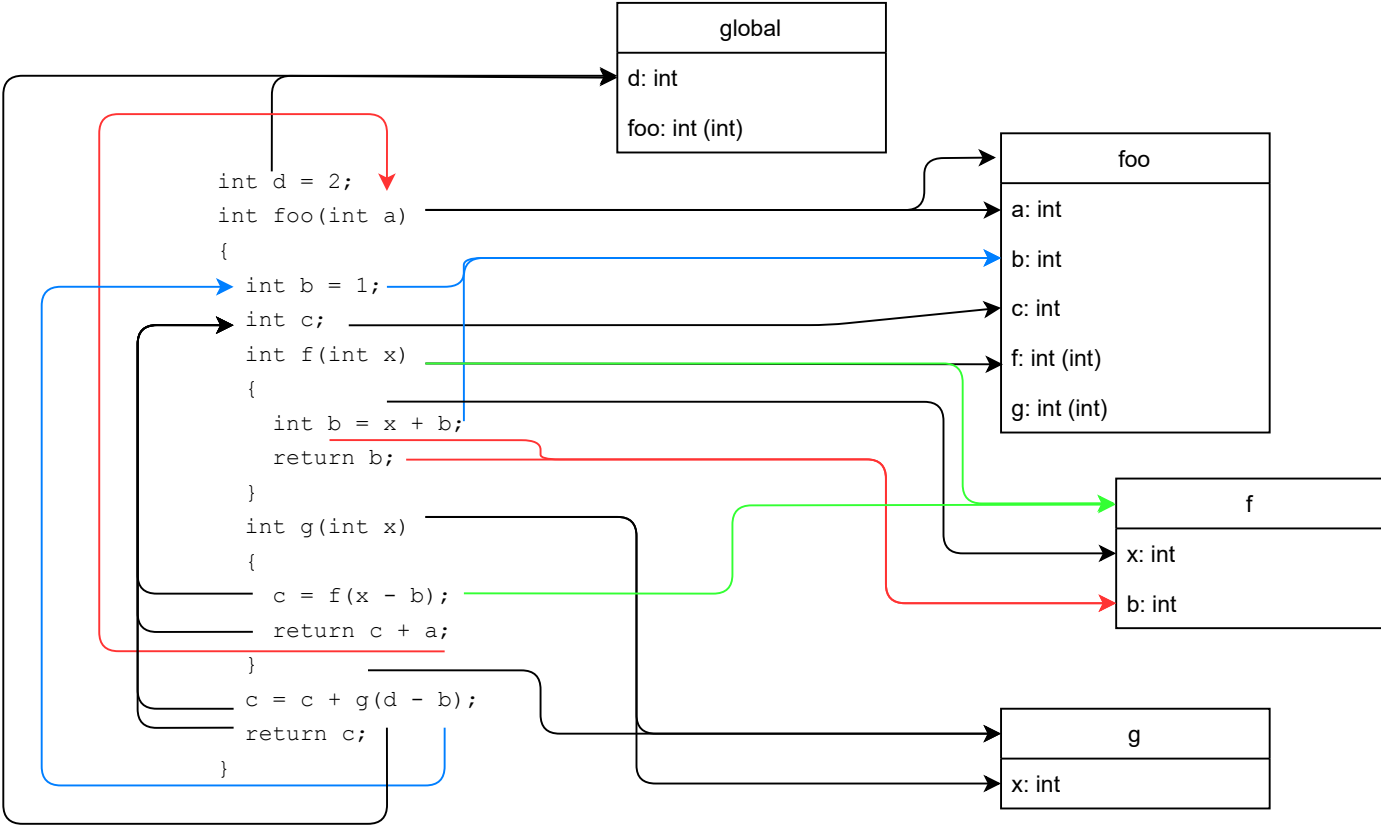 global
d: int
foo: int (int)
foo
a: int
b: int
c: int
f: int (int)
g: int (int)
f
x: int
b: int
g
x: int
int d = 2;
int foo(int a)
{
int b = 1;
int c;
int f(int x)
{
int b = x + b;
return b;
}
int g(int x)
{
c = f(x - b);
return c + a;
}
c = c + g(d - b);
return c;
}